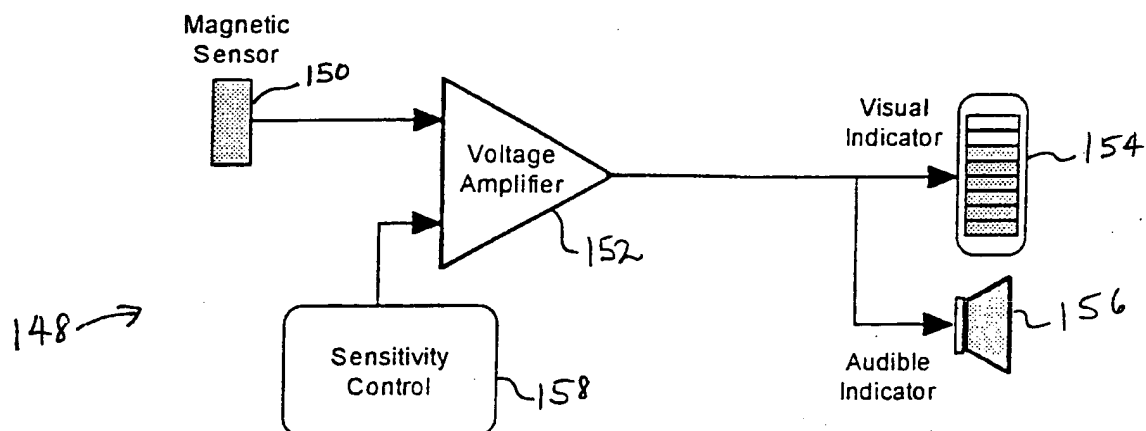 Magnetic
Sensor
150
Voltage
Amplifier
152
Visual
Indicator
154
148
Sensitivity
Control
158
Audible
Indicator
156